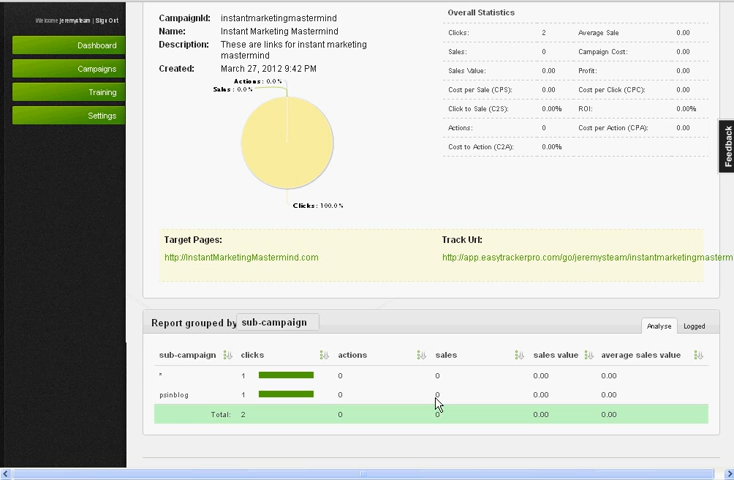 Welcome jeremysteam | Sign Out
Dashboard
Campaigns
Training
Settings
CampaignId: instantmarketingmastermind
Name: Instant Marketing Mastermind
Description: These are links for instant marketing
mastermind
Created: March 27, 2012 9:42 PM
Actions : 0.0%
Sales : 0.0%
Clicks : 100.0%
Overall Statistics
Clicks: 2 Average Sale 0.00
Sales: 0 Campaign Cost: 0.00
Sales Value: 0.00 Profit: 0.00
Cost per Sale (CPS): 0.00 Cost per Click (CPC): 0.00
Click to Sale (C2S): 0.00% ROI: 0.00%
Actions: 0 Cost per Action (CPA): 0.00
Cost to Action (C2A): 0.00%
Feedback
Target Pages: Track Url:
http://InstantMarketingMastermind.com http://app.easytrackerpro.com/go/jeremysteam/instantmarketingmasterm
Report grouped by sub-campaign
Analyse Logged
sub-campaign clicks actions sales sales value average sales value
* 1 0 0 0.00 0.00
psinblog 1 0 0 0.00 0.00
Total: 2 0 0 0.00 0.00